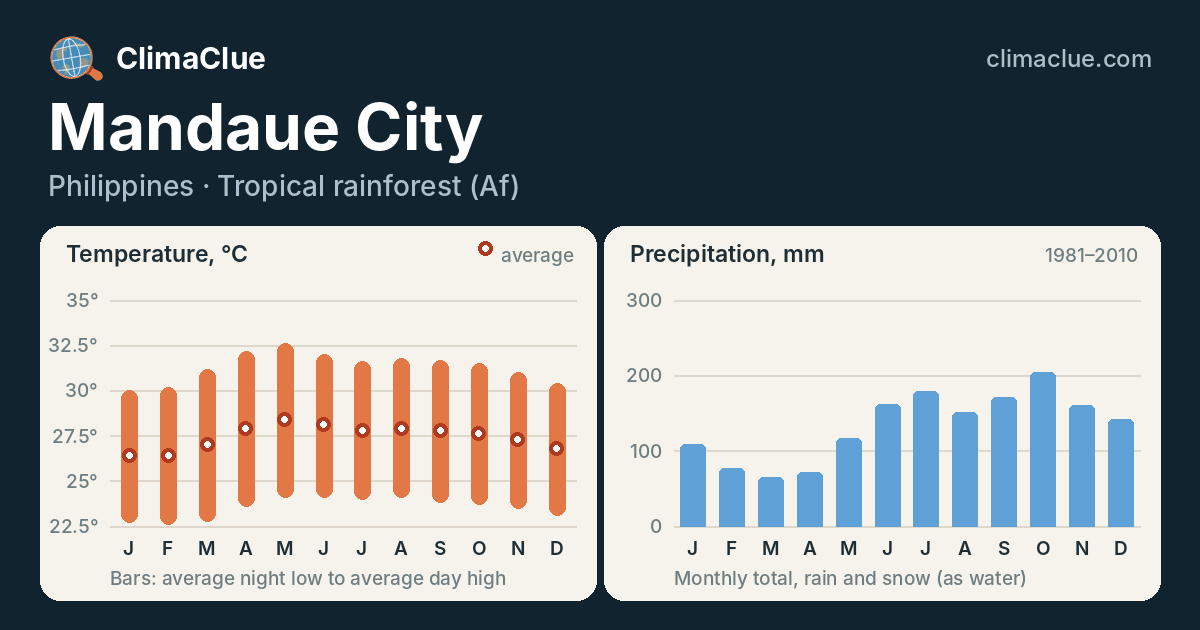 ClimaClue
climaclue.com
Mandaue City
Philippines · Tropical rainforest (Af)
Temperature, °C
average
35°
32.5°
30°
27.5°
25°
22.5°
J F M A M J J A S O N D
Bars: average night low to average day high
Precipitation, mm
1981–2010
300
200
100
0
J F M A M J J A S O N D
Monthly total, rain and snow (as water)